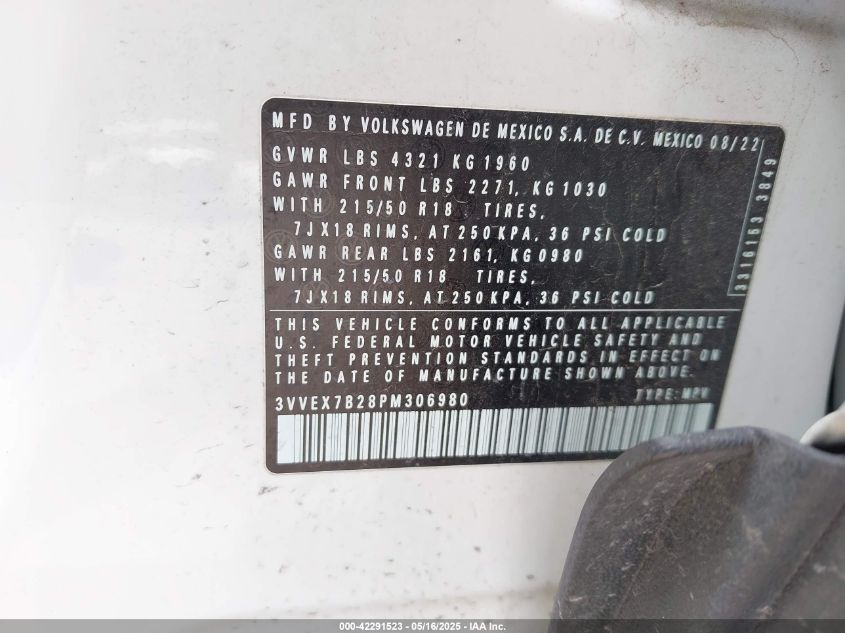 MFD BY VOLKSWAGEN DE MEXICO S.A. DE C.V. MEXICO 08/22
GVWR LBS 4321 KG 1960
GAWR FRONT LBS 2271, KG 1030
WITH 215/50 R18 TIRES,
7JX18 RIMS, AT 250 KPA, 36 PSI COLD
GAWR REAR LBS 2161, KG 0980
WITH 215/50 R18 TIRES,
7JX18 RIMS, AT 250 KPA, 36 PSI COLD
3316153 3849
THIS VEHICLE CONFORMS TO ALL APPLICABLE
U.S. FEDERAL MOTOR VEHICLE SAFETY AND
THEFT PREVENTION STANDARDS IN EFFECT ON
THE DATE OF MANUFACTURE SHOWN ABOVE.
3VVEX7B28PM306980 TYPE: MPV
000-42291523 - 05/16/2025 - IAA Inc.